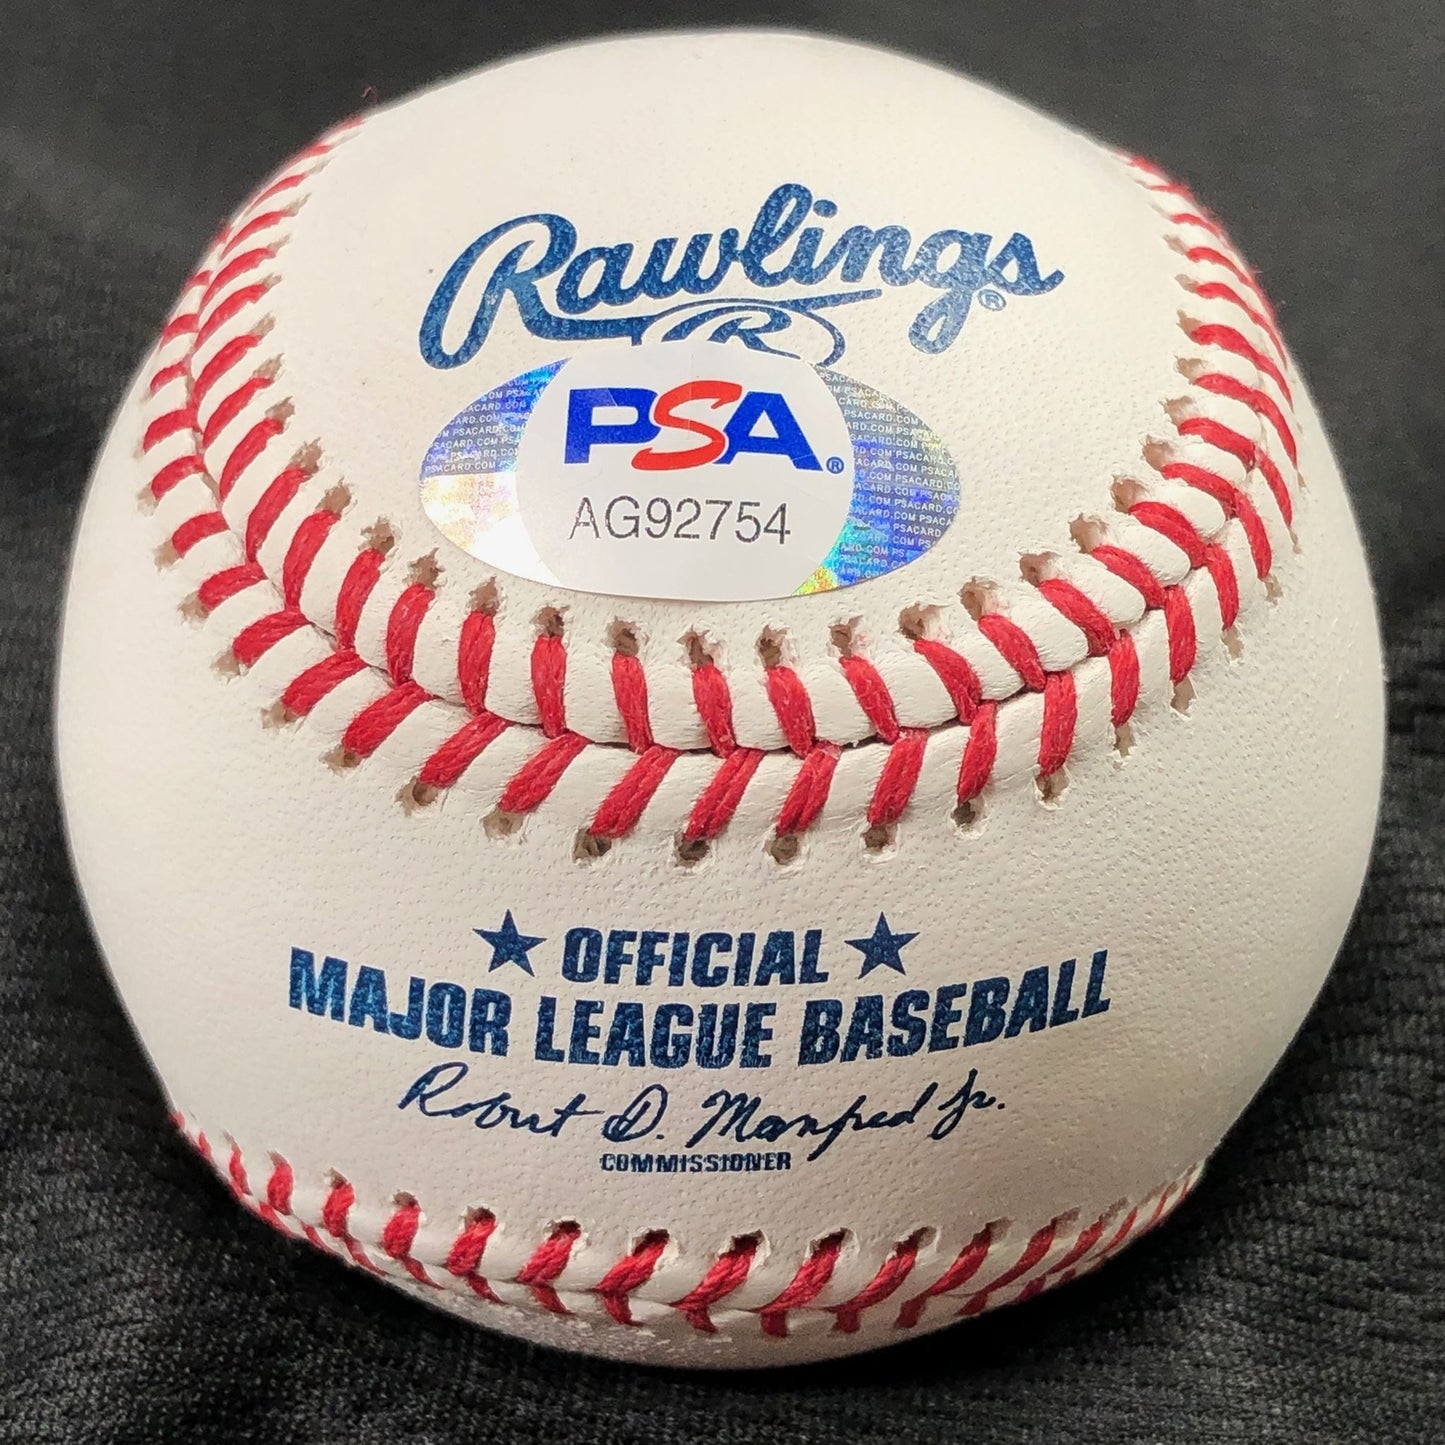 Rawlings®
R
PSA®
AG92754
★ OFFICIAL ★
MAJOR LEAGUE BASEBALL
Robert D. Manfred Jr.
COMMISSIONER